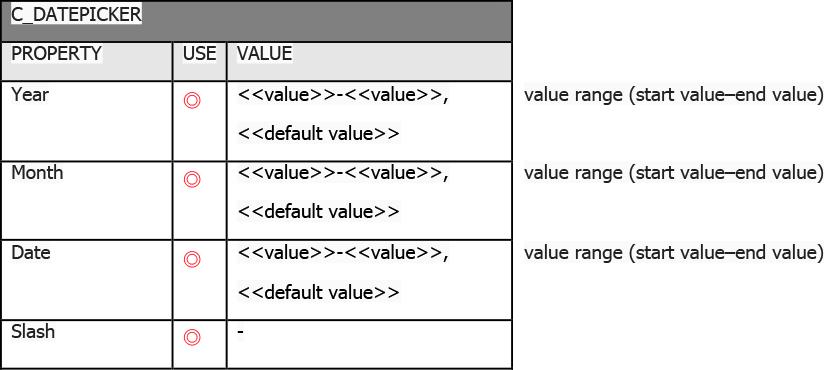 C_DATEPICKER
PROPERTY USE VALUE
Year ◎ <<value>>-<<value>>, value range (start value–end value)
<<default value>>
Month ◎ <<value>>-<<value>>, value range (start value–end value)
<<default value>>
Date ◎ <<value>>-<<value>>, value range (start value–end value)
<<default value>>
Slash ◎ -